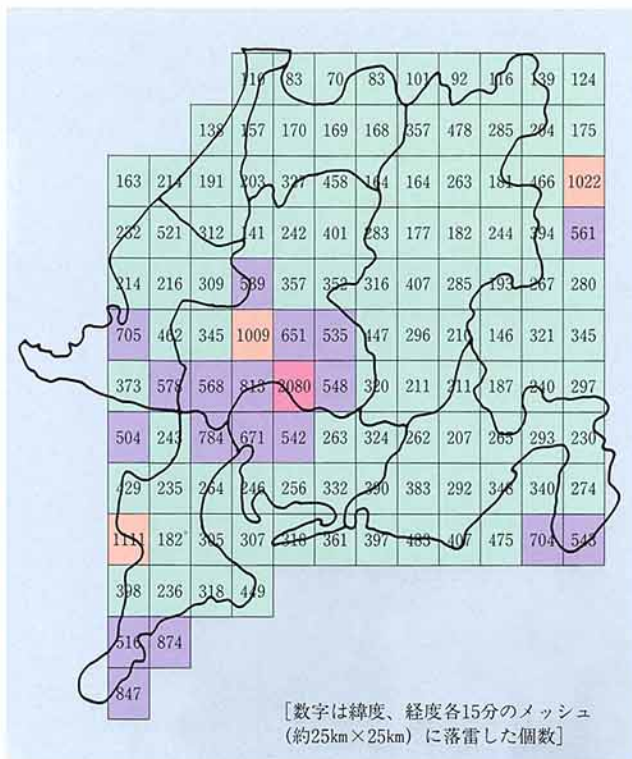 110 83 70 83 101 92 116 139 124
138 157 170 169 168 357 478 285 204 175
163 214 191 203 327 458 164 164 263 181 466 1022
232 521 312 141 242 401 283 177 182 244 394 561
214 216 309 539 357 352 316 407 285 193 267 280
705 462 345 1009 651 535 447 296 210 146 321 345
373 578 568 813 2080 548 320 211 211 187 240 297
504 243 784 671 542 263 324 262 207 265 293 230
429 235 264 246 256 332 390 383 292 348 340 274
1111 182 305 307 318 361 397 483 407 475 704 543
398 236 318 449
516 874
847
[数字は緯度、経度各15分のメッシュ
(約25km×25km) に落雷した個数]